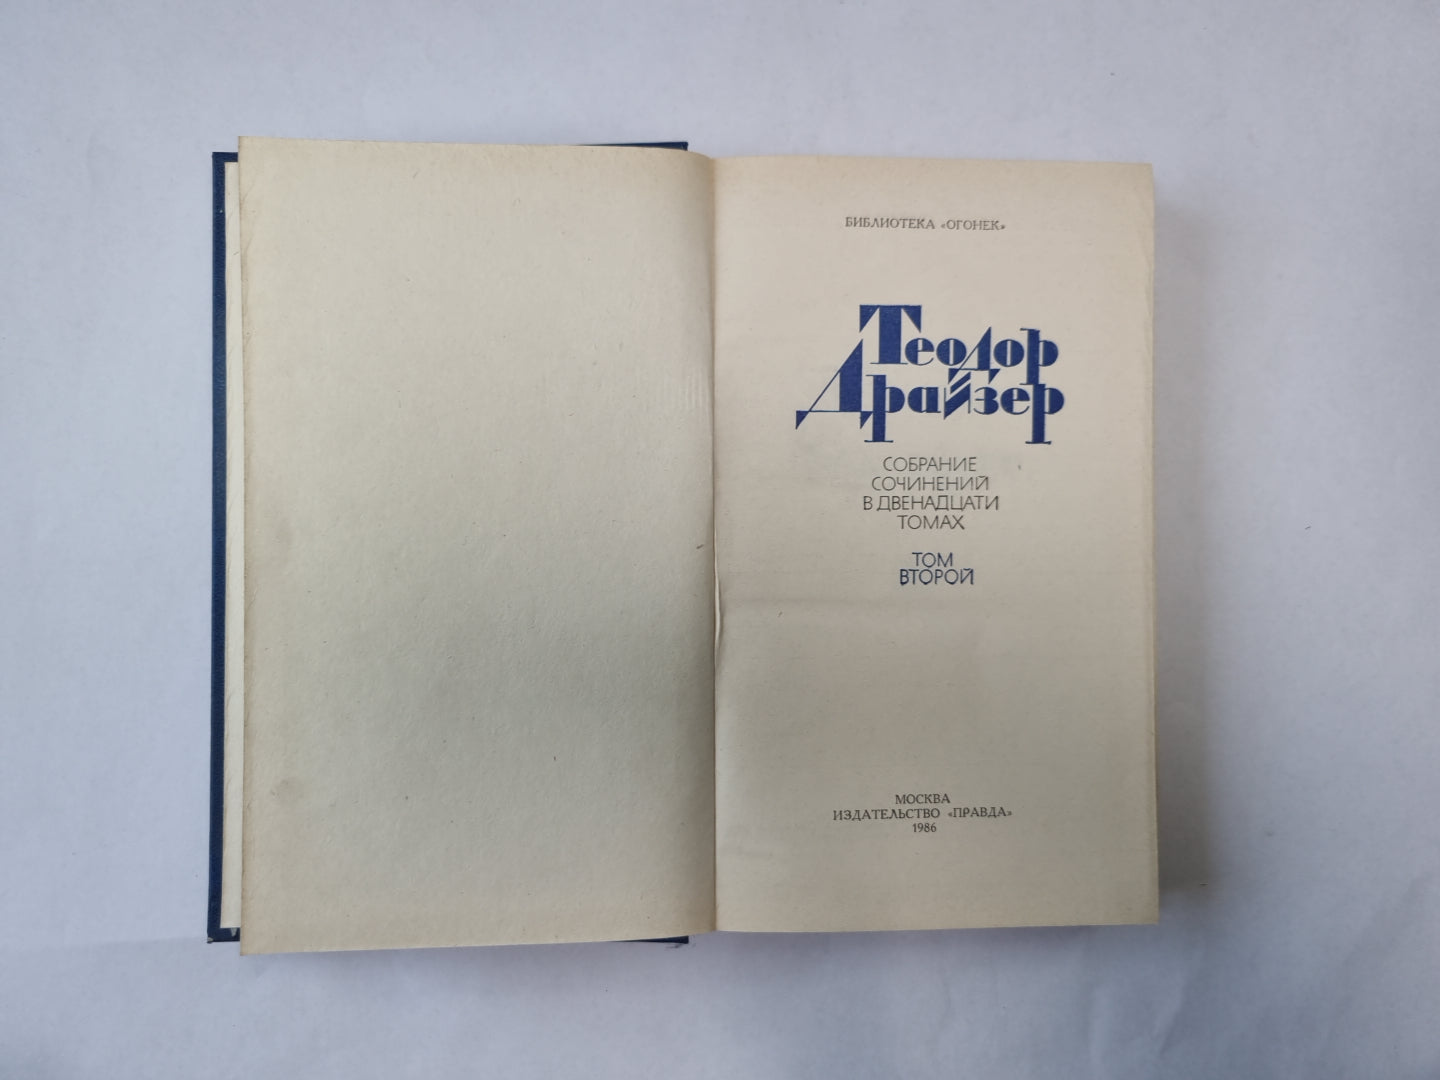 БИБЛИОТЕКА «ОГОНЕК»
Теодор
Драйзер
СОБРАНИЕ
СОЧИНЕНИЙ
В ДВЕНАДЦАТИ
ТОМАХ
ТОМ
ВТОРОЙ
МОСКВА
ИЗДАТЕЛЬСТВО «ПРАВДА»
1986